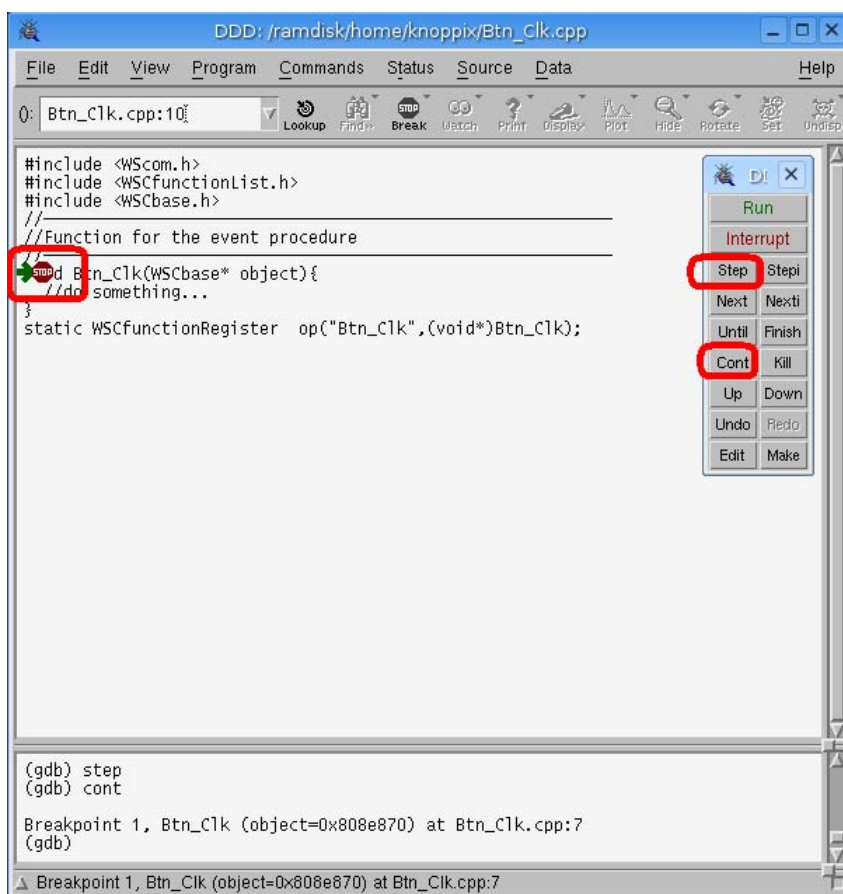 DDD: /ramdisk/home/knoppix/Btn_Clk.cpp
File Edit View Program Commands Status Source Data Help
(): Btn_Clk.cpp:10 Lookup Find» Break Watch Print Display Plot Hide Rotate Set Undisp
#include <WScom.h>
#include <WSCfunctionList.h>
#include <WSCbase.h>
//
//Function for the event procedure
//
STOP d Btn_Clk(WSCbase* object){
//do something...
}
static WSCfunctionRegister op("Btn_Clk",(void*)Btn_Clk);
D!
Run
Interrupt
Step Stepi
Next Nexti
Until Finish
Cont Kill
Up Down
Undo Redo
Edit Make
(gdb) step
(gdb) cont
Breakpoint 1, Btn_Clk (object=0x808e870) at Btn_Clk.cpp:7
(gdb)
Breakpoint 1, Btn_Clk (object=0x808e870) at Btn_Clk.cpp:7